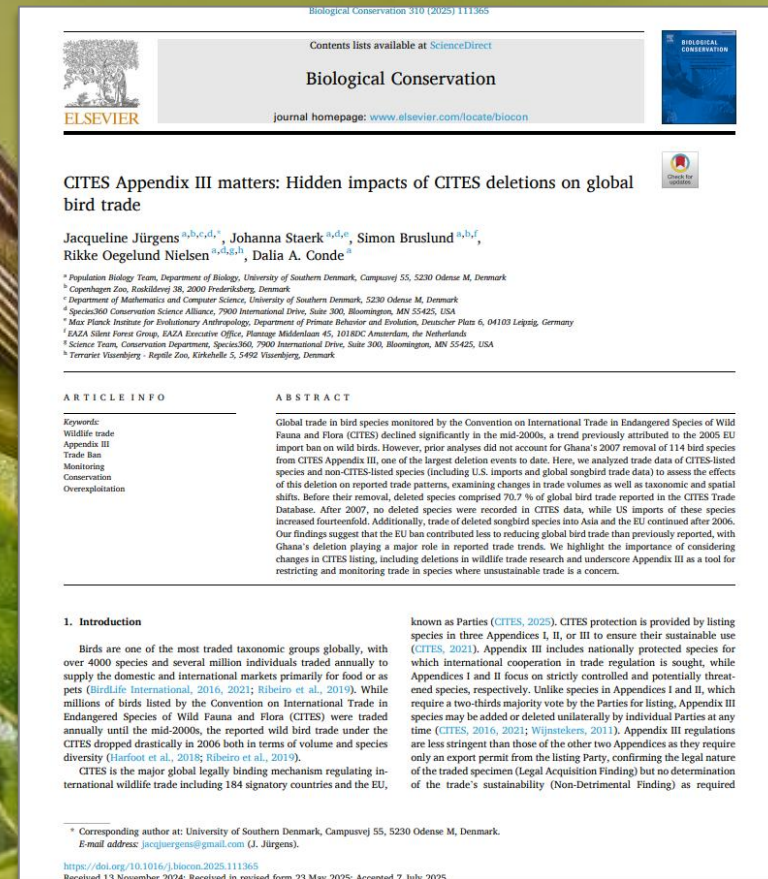 Biological Conservation 310 (2025) 111365
Contents lists available at ScienceDirect
Biological Conservation
journal homepage: www.elsevier.com/locate/biocon
ELSEVIER
BIOLOGICAL
CONSERVATION
Check for
updates
CITES Appendix III matters: Hidden impacts of CITES deletions on global
bird trade
Jacqueline Jürgens a,b,c,d,*, Johanna Staerk a,d,e, Simon Bruslund a,b,f,
Rikke Oegelund Nielsen a,d,g,h, Dalia A. Conde a
a Population Biology Team, Department of Biology, University of Southern Denmark, Campusvej 55, 5230 Odense M, Denmark
b Copenhagen Zoo, Roskildevej 38, 2000 Frederiksberg, Denmark
c Department of Mathematics and Computer Science, University of Southern Denmark, 5230 Odense M, Denmark
d Species360 Conservation Science Alliance, 7900 International Drive, Suite 300, Bloomington, MN 55425, USA
e Max Planck Institute for Evolutionary Anthropology, Department of Primate Behavior and Evolution, Deutscher Platz 6, 04103 Leipzig, Germany
f EAZA Silent Forest Group, EAZA Executive Office, Plantage Middenlaan 45, 1018DC Amsterdam, the Netherlands
g Science Team, Conservation Department, Species360, 7900 International Drive, Suite 300, Bloomington, MN 55425, USA
h Terrariet Vissenbjerg - Reptile Zoo, Kirkehelle 5, 5492 Vissenbjerg, Denmark
ARTICLE INFO
Keywords:
Wildlife trade
Appendix III
Trade Ban
Monitoring
Conservation
Overexploitation
ABSTRACT
Global trade in bird species monitored by the Convention on International Trade in Endangered Species of Wild
Fauna and Flora (CITES) declined significantly in the mid-2000s, a trend previously attributed to the 2005 EU
import ban on wild birds. However, prior analyses did not account for Ghana's 2007 removal of 114 bird species
from CITES Appendix III, one of the largest deletion events to date. Here, we analyzed trade data of CITES-listed
species and non-CITES-listed species (including U.S. imports and global songbird trade data) to assess the effects
of this deletion on reported trade patterns, examining changes in trade volumes as well as taxonomic and spatial
shifts. Before their removal, deleted species comprised 70.7 % of global bird trade reported in the CITES Trade
Database. After 2007, no deleted species were recorded in CITES data, while US imports of these species
increased fourteenfold. Additionally, trade of deleted songbird species into Asia and the EU continued after 2006.
Our findings suggest that the EU ban contributed less to reducing global bird trade than previously reported, with
Ghana's deletion playing a major role in reported trade trends. We highlight the importance of considering
changes in CITES listing, including deletions in wildlife trade research and underscore Appendix III as a tool for
restricting and monitoring trade in species where unsustainable trade is a concern.
1. Introduction
Birds are one of the most traded taxonomic groups globally, with
over 4000 species and several million individuals traded annually to
supply the domestic and international markets primarily for food or as
pets (BirdLife International, 2016, 2021; Ribeiro et al., 2019). While
millions of birds listed by the Convention on International Trade in
Endangered Species of Wild Fauna and Flora (CITES) were traded
annually until the mid-2000s, the reported wild bird trade under the
CITES dropped drastically in 2006 both in terms of volume and species
diversity (Harfoot et al., 2018; Ribeiro et al., 2019).
CITES is the major global legally binding mechanism regulating in-
ternational wildlife trade including 184 signatory countries and the EU,
known as Parties (CITES, 2025). CITES protection is provided by listing
species in three Appendices I, II, or III to ensure their sustainable use
(CITES, 2021). Appendix III includes nationally protected species for
which international cooperation in trade regulation is sought, while
Appendices I and II focus on strictly controlled and potentially threat-
ened species, respectively. Unlike species in Appendices I and II, which
require a two-thirds majority vote by the Parties for listing, Appendix III
species may be added or deleted unilaterally by individual Parties at any
time (CITES, 2016, 2021; Wijnstekers, 2011). Appendix III regulations
are less stringent than those of the other two Appendices as they require
only an export permit from the listing Party, confirming the legal nature
of the traded specimen (Legal Acquisition Finding) but no determination
of the trade's sustainability (Non-Detrimental Finding) as required
* Corresponding author at: University of Southern Denmark, Campusvej 55, 5230 Odense M, Denmark.
E-mail address: jacqjuergens@gmail.com (J. Jürgens).
https://doi.org/10.1016/j.biocon.2025.111365
Received 13 November 2024; Received in revised form 23 May 2025; Accepted 7 July 2025